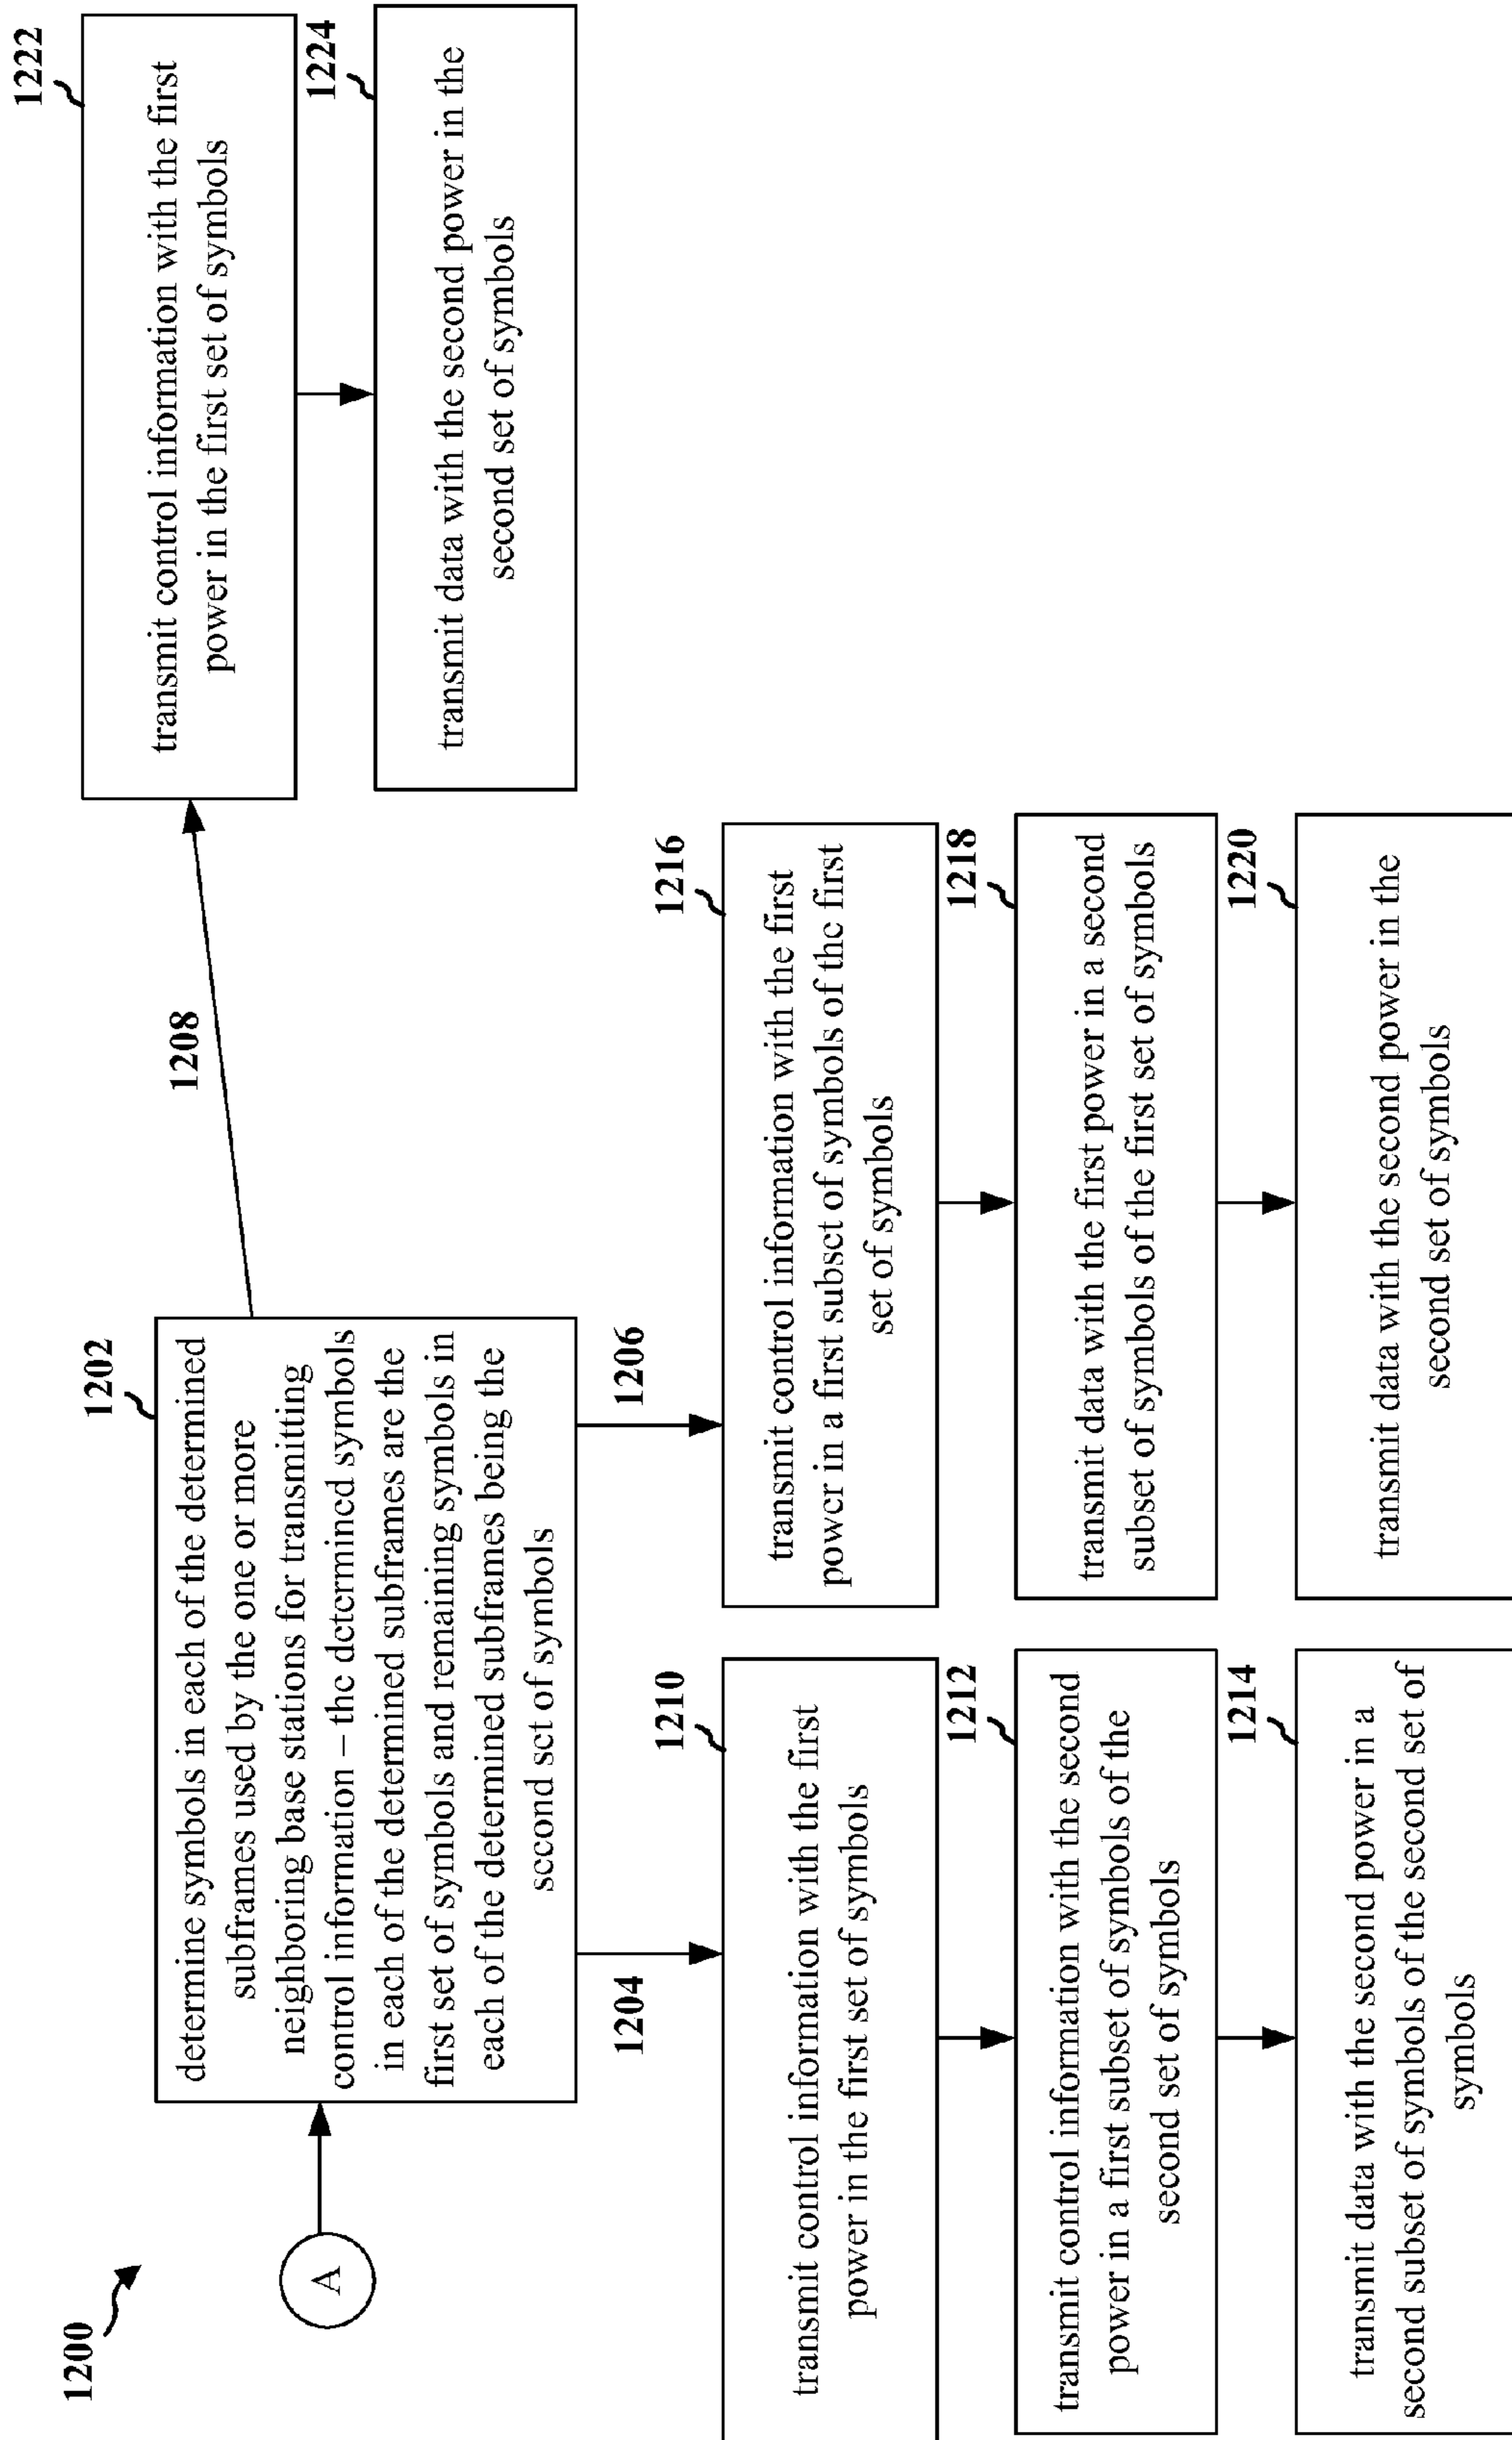 1200
A
1202
determine symbols in each of the determined
subframes used by the one or more
neighboring base stations for transmitting
control information – the determined symbols
in each of the determined subframes are the
first set of symbols and remaining symbols in
each of the determined subframes being the
second set of symbols
1204
1206
1208
1210
transmit control information with the first
power in the first set of symbols
1212
transmit control information with the second
power in a first subset of symbols of the
second set of symbols
1214
transmit data with the second power in a
second subset of symbols of the second set of
symbols
1216
transmit control information with the first
power in a first subset of symbols of the first
set of symbols
1218
transmit data with the first power in a second
subset of symbols of the first set of symbols
1220
transmit data with the second power in the
second set of symbols
1222
transmit control information with the first
power in the first set of symbols
1224
transmit data with the second power in the
second set of symbols